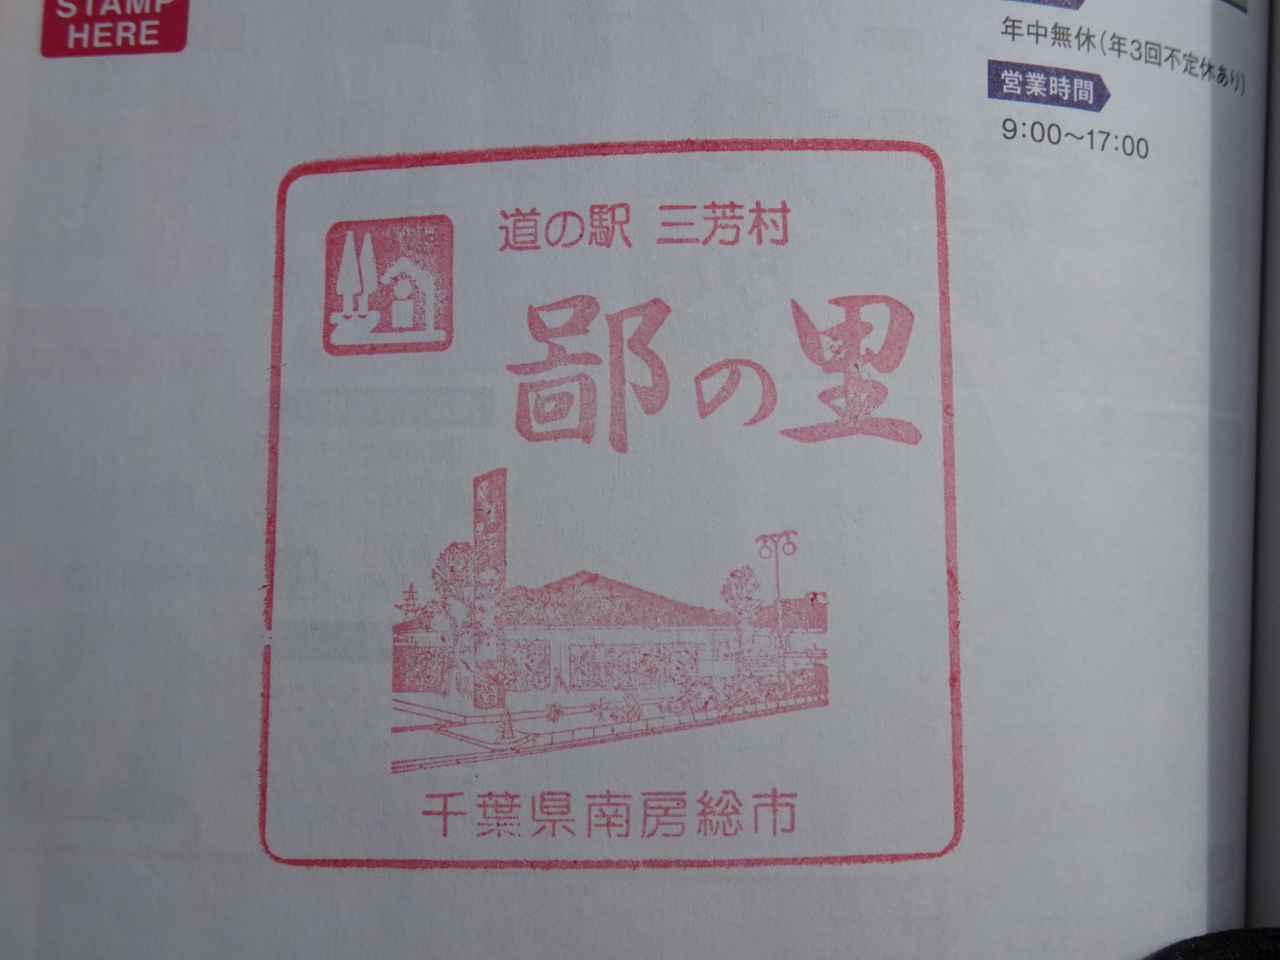 STAMP
HERE
年中無休(年3回不定休あり)
営業時間
9:00～17:00
道の駅 三芳村
鄙の里
千葉県南房総市